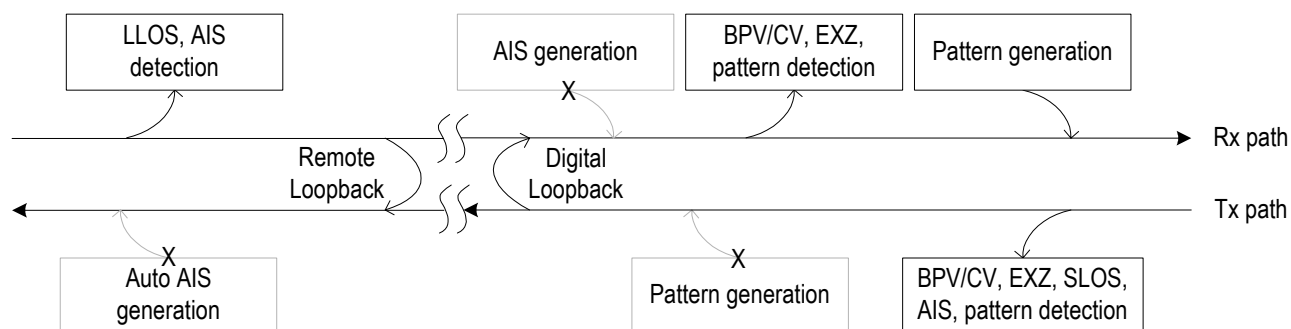 LLOS, AIS
detection
AIS generation
BPV/CV, EXZ,
pattern detection
Pattern generation
X
Rx path
Remote
Loopback
Digital
Loopback
Tx path
X
Auto AIS
generation
X
Pattern generation
BPV/CV, EXZ, SLOS,
AIS, pattern detection